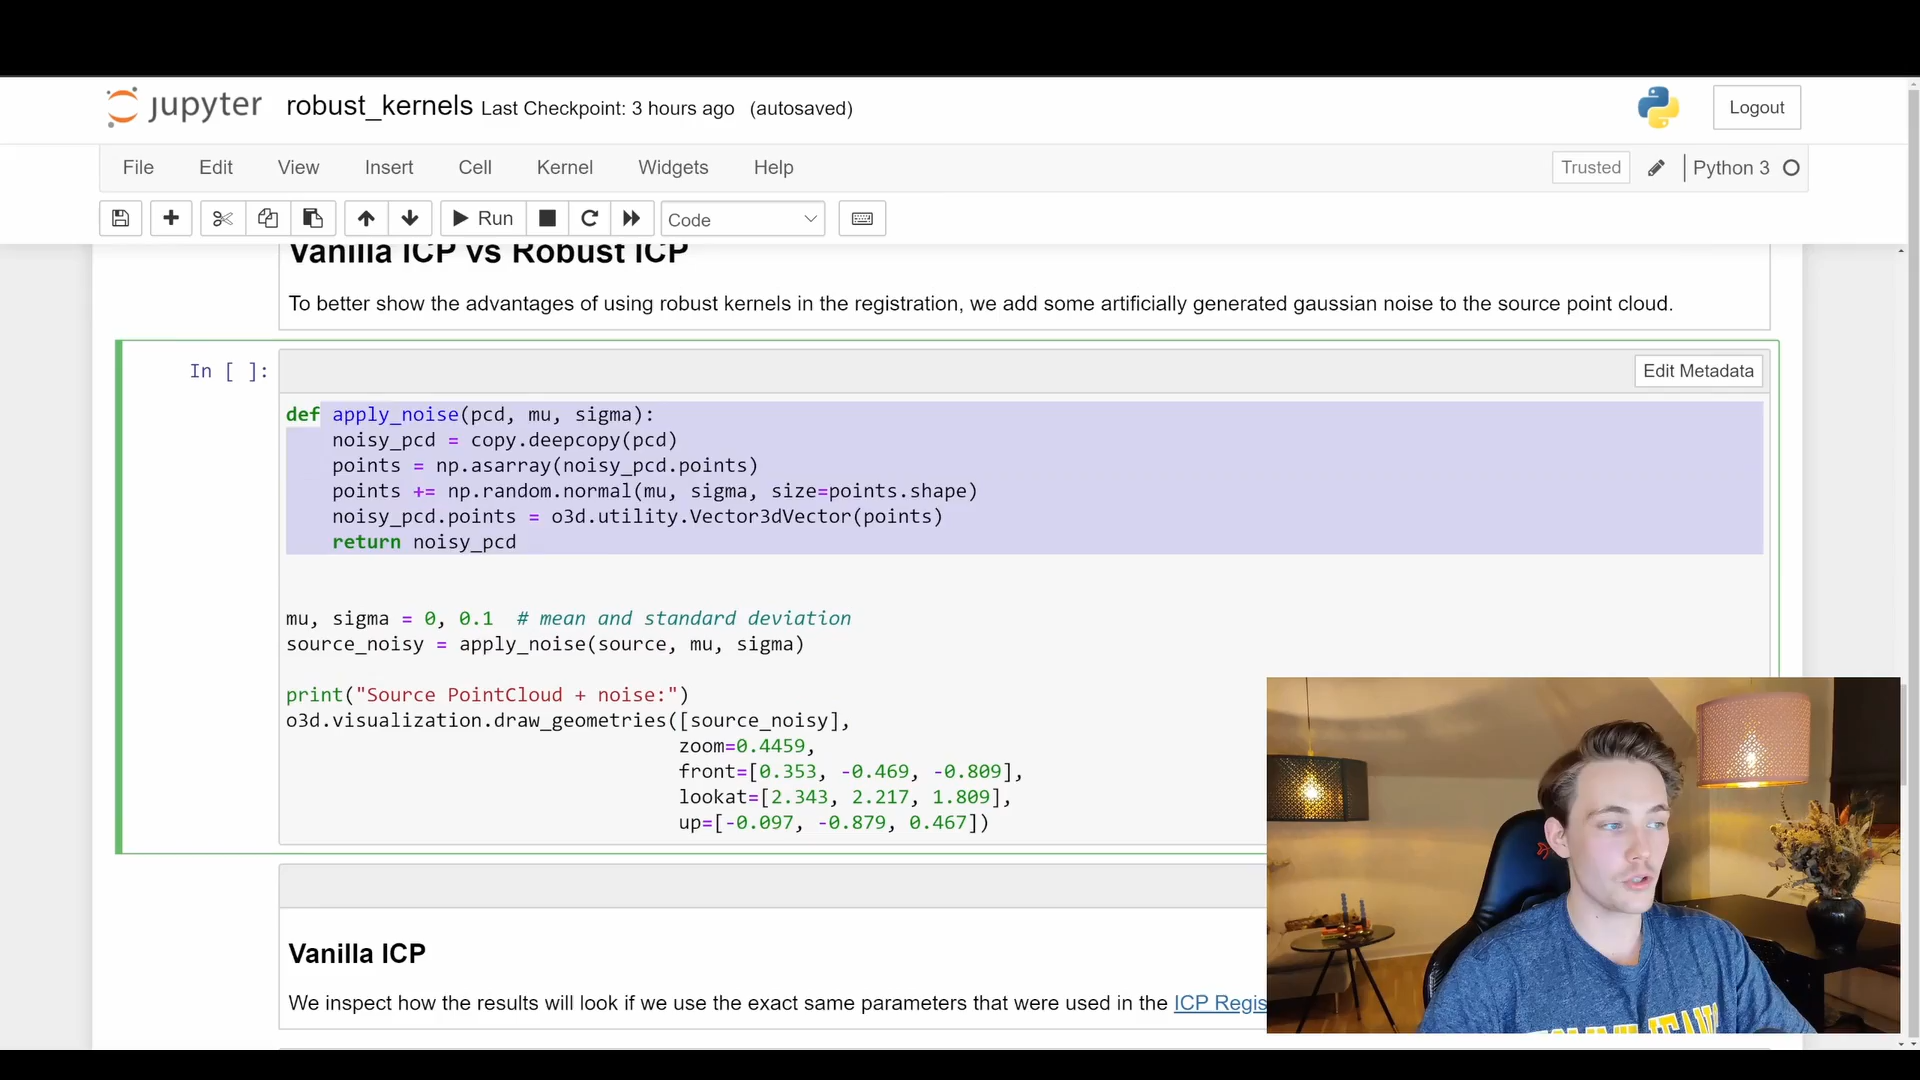 jupyter robust_kernels Last Checkpoint: 3 hours ago (autosaved) Logout
File Edit View Insert Cell Kernel Widgets Help Trusted Python 3
Run Code
Vanilla ICP vs Robust ICP
To better show the advantages of using robust kernels in the registration, we add some artificially generated gaussian noise to the source point cloud.
In [ ]: Edit Metadata
def apply_noise(pcd, mu, sigma):
    noisy_pcd = copy.deepcopy(pcd)
    points = np.asarray(noisy_pcd.points)
    points += np.random.normal(mu, sigma, size=points.shape)
    noisy_pcd.points = o3d.utility.Vector3dVector(points)
    return noisy_pcd
mu, sigma = 0, 0.1  # mean and standard deviation
source_noisy = apply_noise(source, mu, sigma)
print("Source PointCloud + noise:")
o3d.visualization.draw_geometries([source_noisy],
                                  zoom=0.4459,
                                  front=[0.353, -0.469, -0.809],
                                  lookat=[2.343, 2.217, 1.809],
                                  up=[-0.097, -0.879, 0.467])
Vanilla ICP
We inspect how the results will look if we use the exact same parameters that were used in the ICP Regis